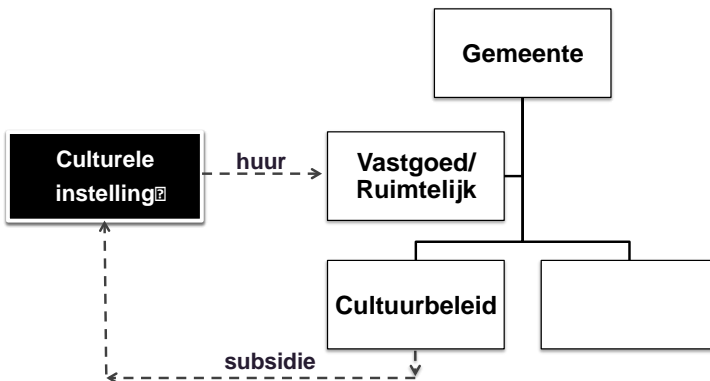 Gemeente
Culturele
instelling
huur
Vastgoed/
Ruimtelijk
Cultuurbeleid
subsidie